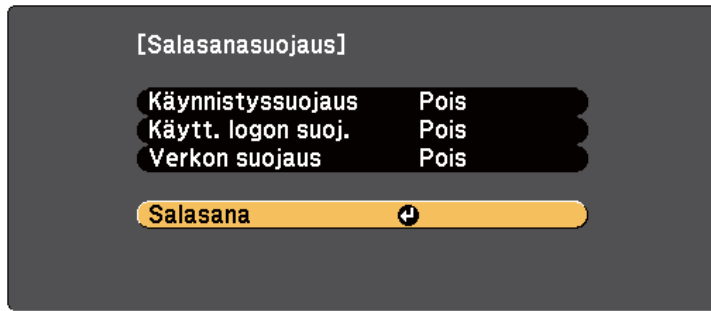 [Salasanasuojaus]
Käynnistyssuojaus Pois
Käytt. logon suoj. Pois
Verkon suojaus Pois
Salasana